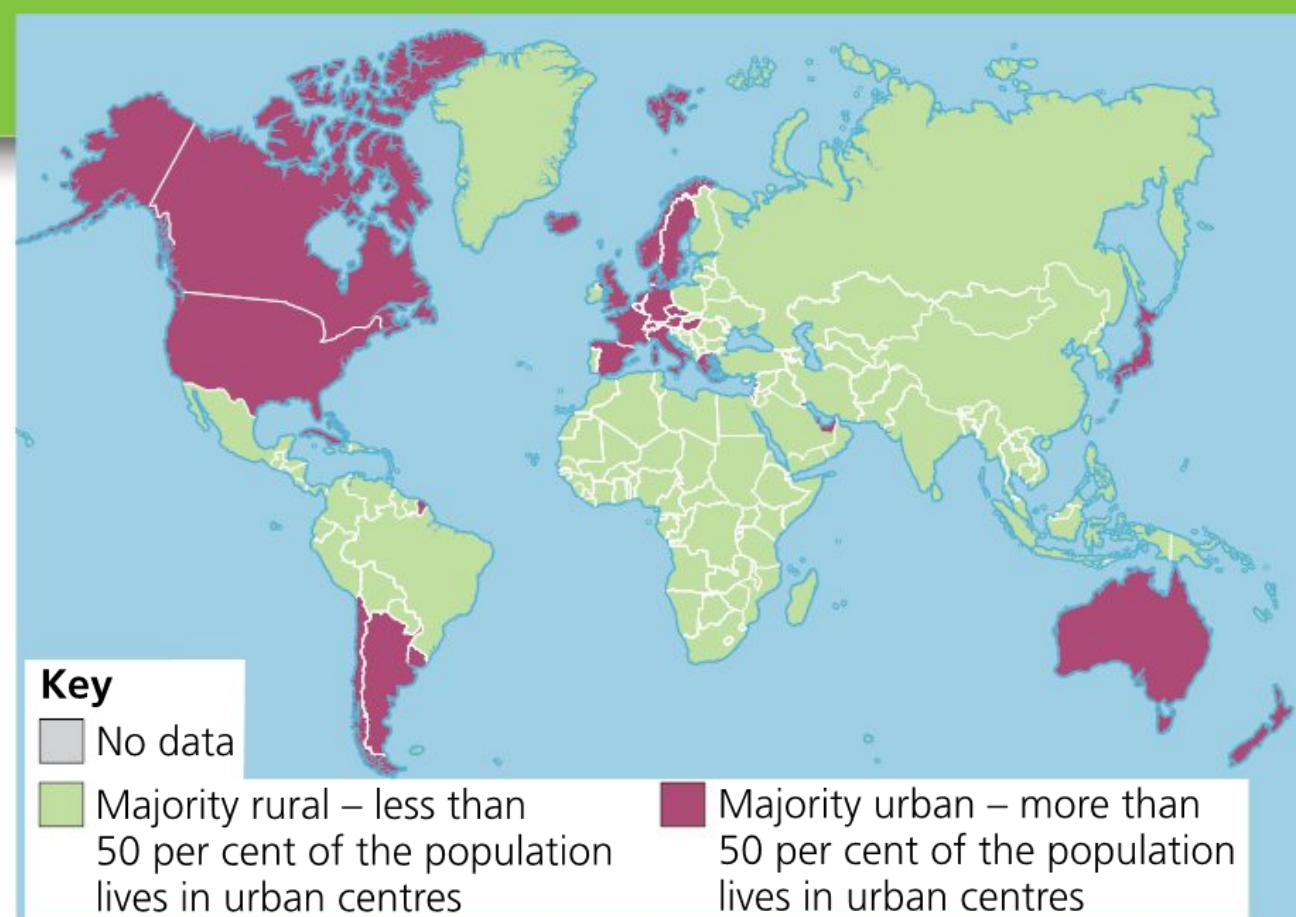 Key
No data
Majority rural – less than
50 per cent of the population
lives in urban centres
Majority urban – more than
50 per cent of the population
lives in urban centres